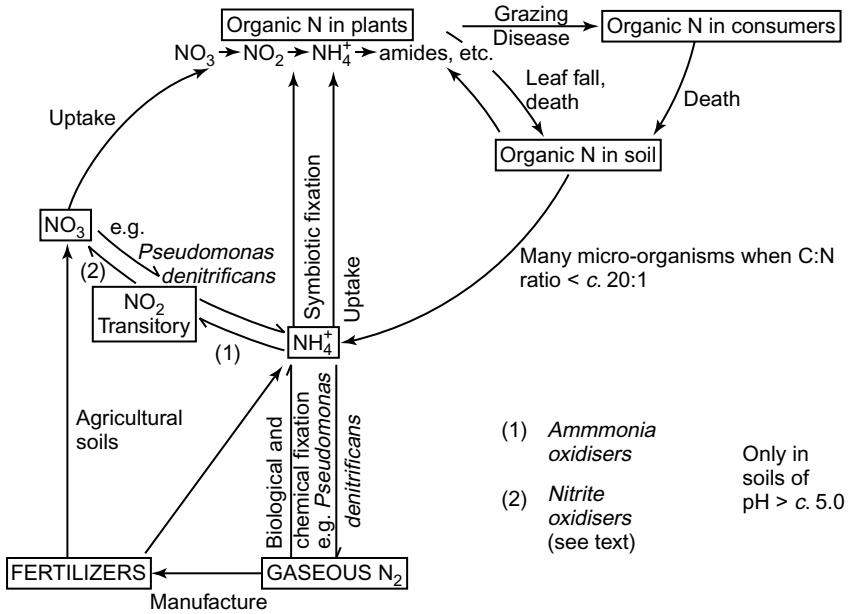 Organic N in plants
NO3 → NO2 → NH4+ → amides, etc.
Grazing
Disease
Organic N in consumers
Leaf fall,
death
Death
Organic N in soil
Uptake
NO3
e.g.
Pseudomonas
denitrificans
(2)
NO2
Transitory
(1)
Symbiotic fixation
Uptake
Many micro-organisms when C:N
ratio < c. 20:1
NH4+
Agricultural
soils
Biological and
chemical fixation
e.g. Pseudomonas
denitrificans
(1) Ammmonia
oxidisers
(2) Nitrite
oxidisers
(see text)
Only in
soils of
pH > c. 5.0
FERTILIZERS
GASEOUS N2
Manufacture